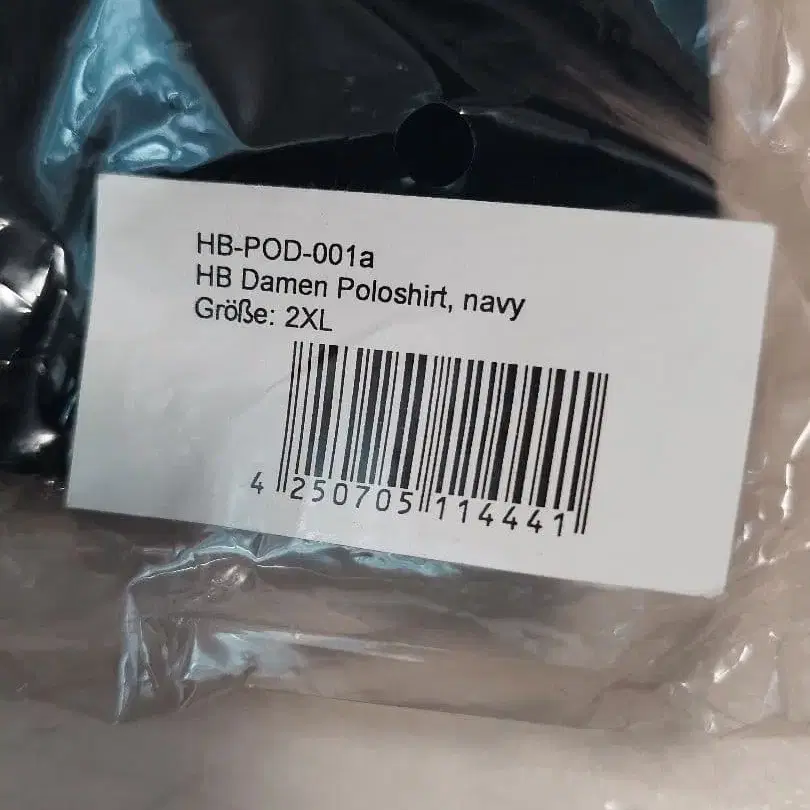 HB-POD-001a
HB Damen Poloshirt, navy
Größe: 2XL
4 250705 114441